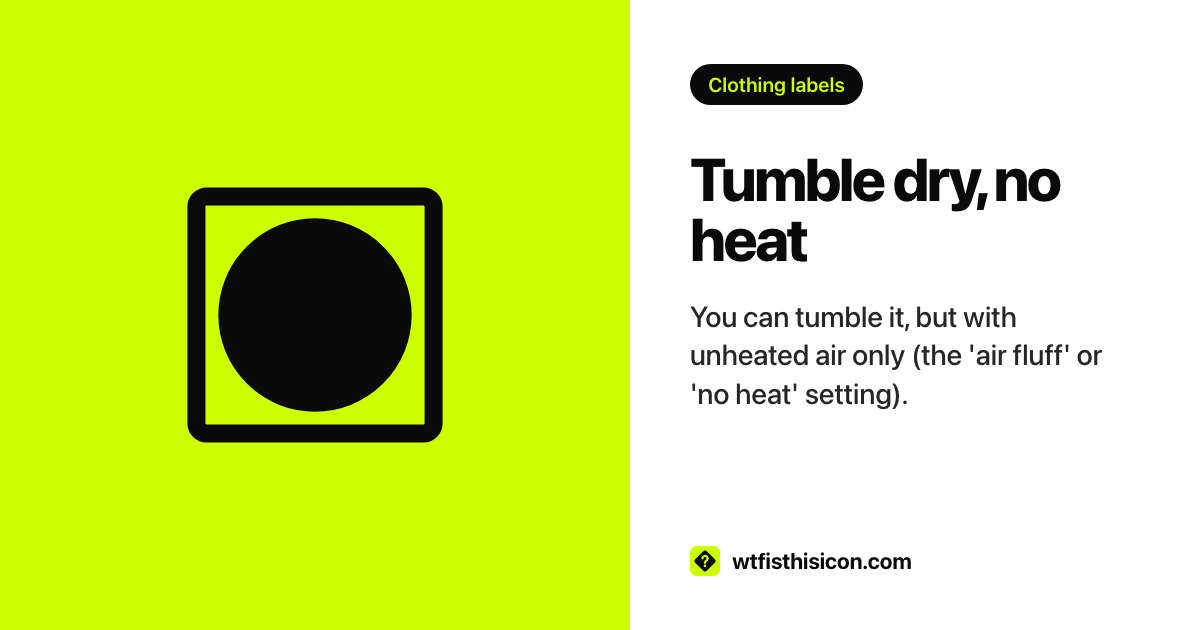 Clothing labels
Tumble dry, no
heat
You can tumble it, but with
unheated air only (the 'air fluff' or
'no heat' setting).
?
wtfisthisicon.com